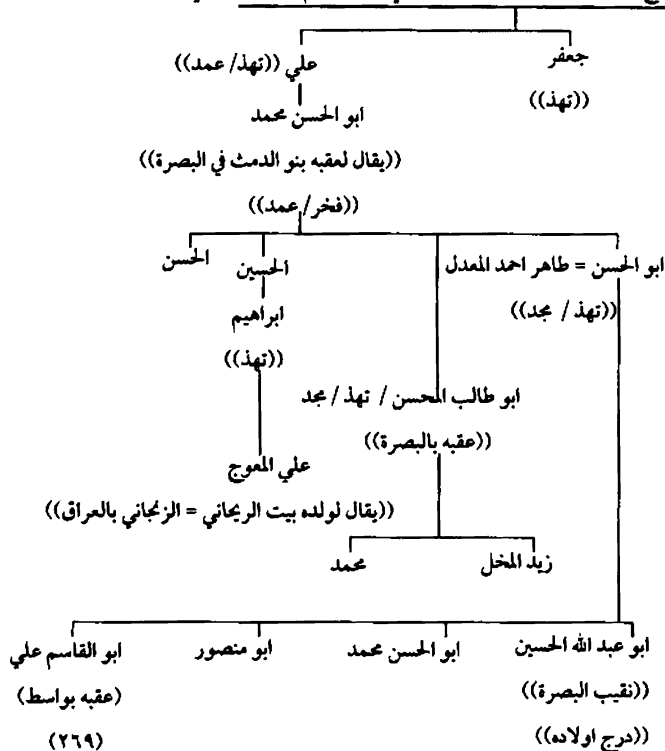 جعفر
((تهذ))
علي ((تهذ/ عمد))
ابو الحسن محمد
((يقال لعقبه بنو الدمث في البصرة))
((فخر/عمد))
ابو الحسن = طاهر احمد المعدل
((تهذ / مجد))
الحسين
الحسن
ابراهيم
((تهذ))
ابو طالب المحسن / تهذ / مجد
((عقبه بالبصرة))
علي المعوج
((يقال لولده بيت الريحاني = الزنجاني بالعراق))
زيد المخل
محمد
ابو عبد الله الحسين
ابو الحسن محمد
ابو منصور
ابو القاسم علي
((نقيب البصرة))
(عقبه بواسط)
((درج اولاده))
(٢٦٩)